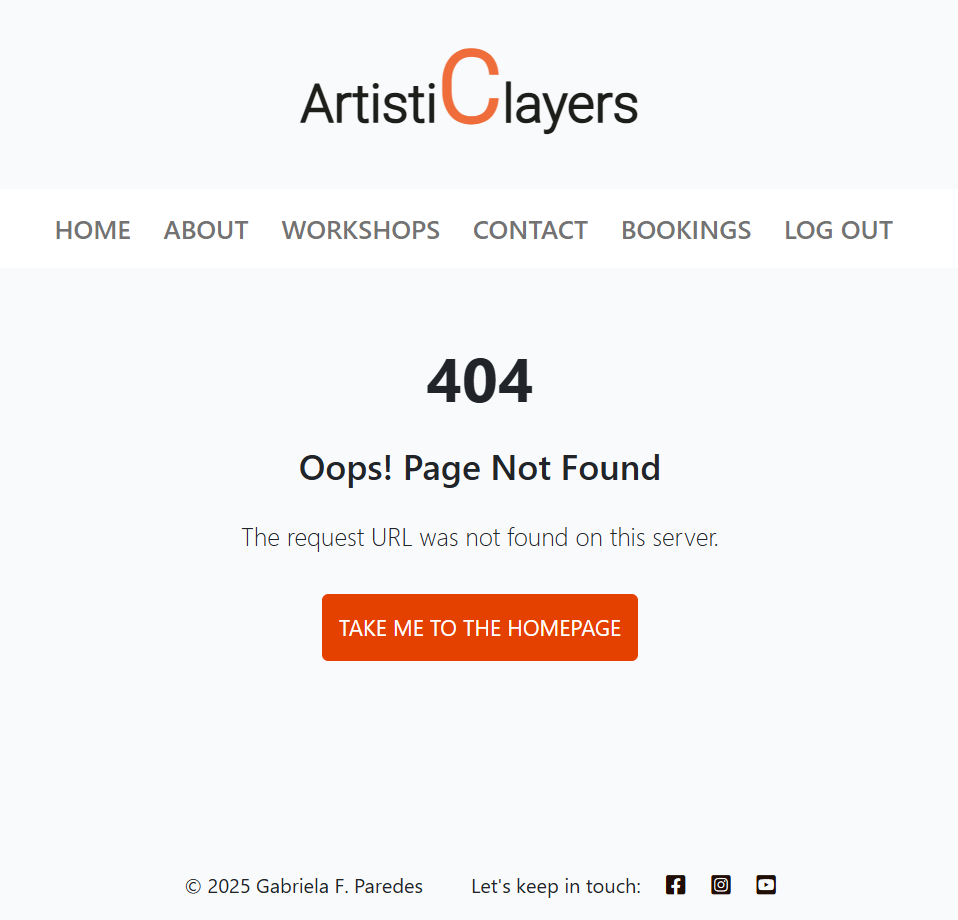 ArtistiClayers
HOME ABOUT WORKSHOPS CONTACT BOOKINGS LOG OUT
404
Oops! Page Not Found
The request URL was not found on this server.
TAKE ME TO THE HOMEPAGE
© 2025 Gabriela F. Paredes Let's keep in touch: